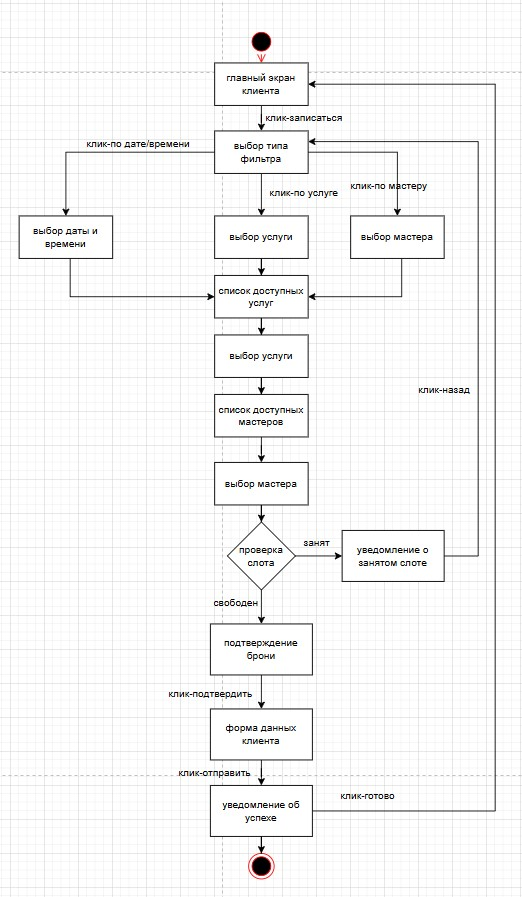 главный экран
клиента
клик-записаться
выбор типа
фильтра
клик-по дате/времени
клик-по услуге
клик-по мастеру
выбор даты и
времени
выбор услуги
выбор мастера
список доступных
услуг
выбор услуги
клик-назад
список доступных
мастеров
выбор мастера
проверка
слота
занят
уведомление о
занятом слоте
свободен
подтверждение
брони
клик-подтвердить
форма данных
клиента
клик-отправить
уведомление об
успехе
клик-готово